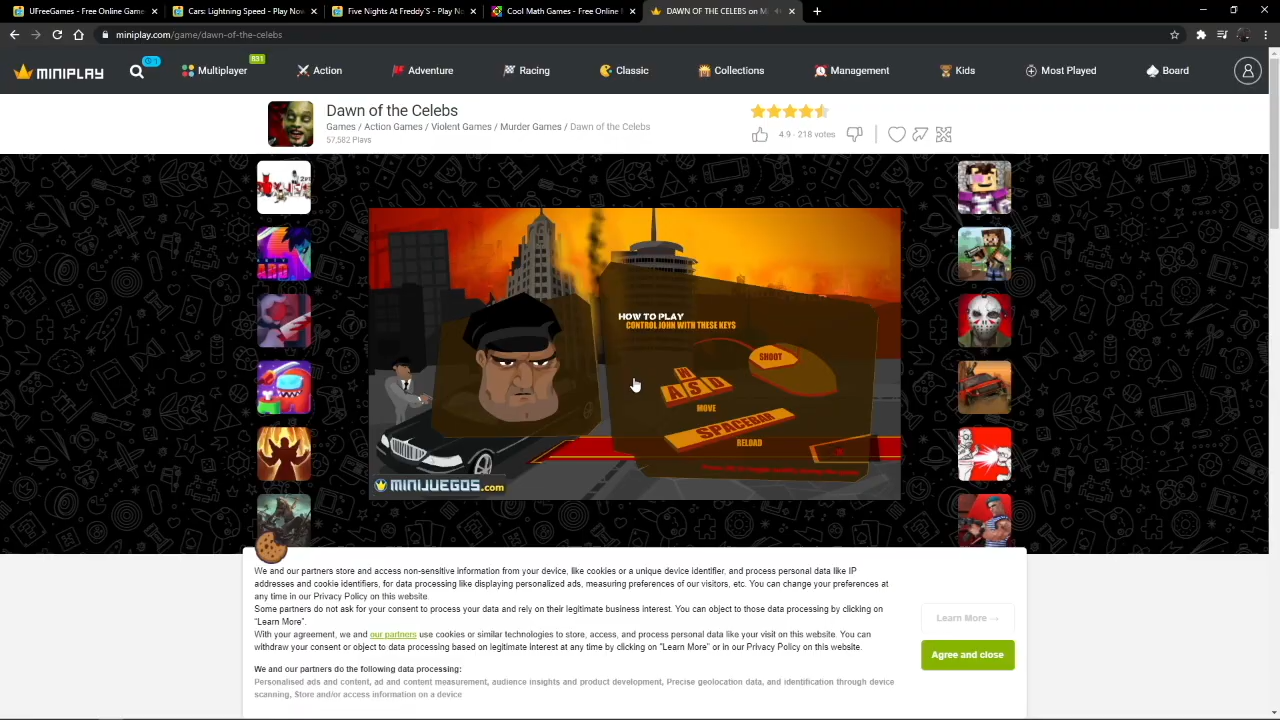 UFreeGames - Free Online Game
Cars: Lightning Speed - Play Now
Five Nights At Freddy'S - Play No
Cool Math Games - Free Online M
DAWN OF THE CELEBS on M
miniplay.com/game/dawn-of-the-celebs
MINIPLAY
1
Multiplayer
831
Action
Adventure
Racing
Classic
Collections
Management
Kids
Most Played
Board
Dawn of the Celebs
Games / Action Games / Violent Games / Murder Games / Dawn of the Celebs
57,582 Plays
4.9 · 218 votes
HOW TO PLAY
CONTROL JOHN WITH THESE KEYS
SHOOT
W
A S D
MOVE
SPACEBAR
RELOAD
X
MINIJUEGOS.com
We and our partners store and access non-sensitive information from your device, like cookies or a unique device identifier, and process personal data like IP
addresses and cookie identifiers, for data processing like displaying personalized ads, measuring preferences of our visitors, etc. You can change your preferences at
any time in our Privacy Policy on this website.
Some partners do not ask for your consent to process your data and rely on their legitimate business interest. You can object to those data processing by clicking on
"Learn More".
With your agreement, we and our partners use cookies or similar technologies to store, access, and process personal data like your visit on this website. You can
withdraw your consent or object to data processing based on legitimate interest at any time by clicking on "Learn More" or in our Privacy Policy on this website.
We and our partners do the following data processing:
Personalised ads and content, ad and content measurement, audience insights and product development, Precise geolocation data, and identification through device
scanning, Store and/or access information on a device
Learn More →
Agree and close